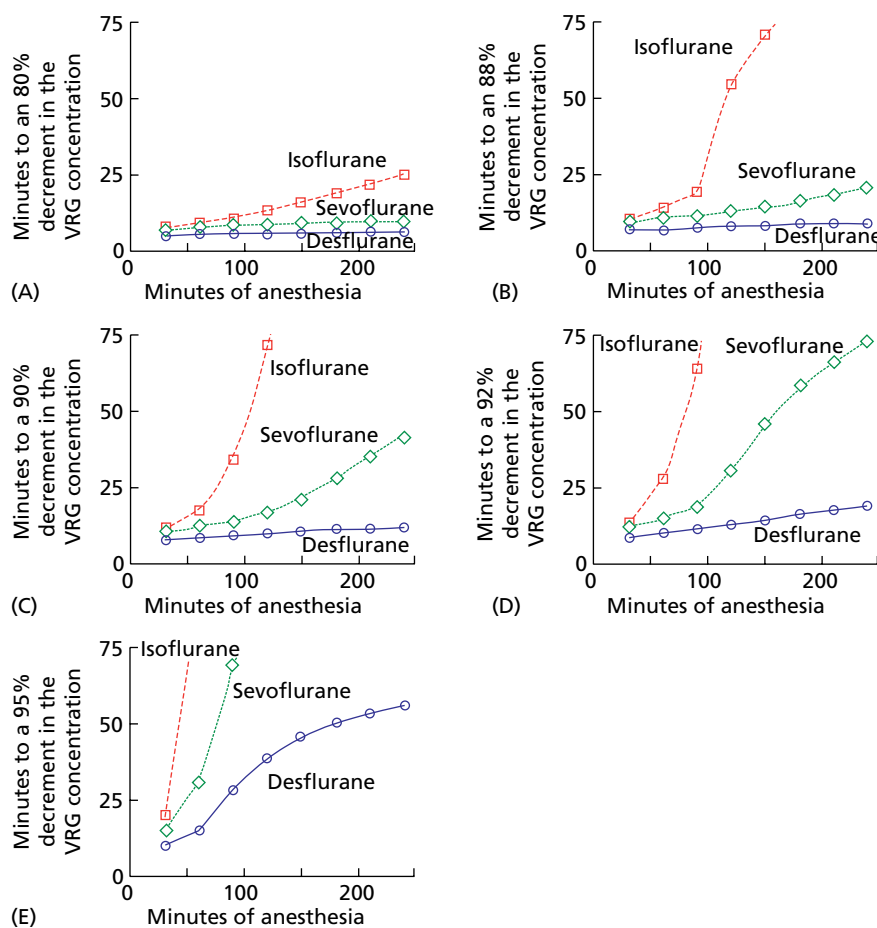 Minutes to an 80%
decrement in the
VRG concentration
75
50
25
0
Isoflurane
Sevoflurane
Desflurane
0
100
200
Minutes of anesthesia
(A)
Minutes to an 88%
decrement in the
VRG concentration
75
50
25
0
Isoflurane
Sevoflurane
Desflurane
0
100
200
Minutes of anesthesia
(B)
Minutes to a 90%
decrement in the
VRG concentration
75
50
25
0
Isoflurane
Sevoflurane
Desflurane
0
100
200
Minutes of anesthesia
(C)
Minutes to a 92%
decrement in the
VRG concentration
75
50
25
0
Isoflurane
Sevoflurane
Desflurane
0
100
200
Minutes of anesthesia
(D)
Minutes to a 95%
decrement in the
VRG concentration
75
50
25
0
Isoflurane
Sevoflurane
Desflurane
0
100
200
Minutes of anesthesia
(E)